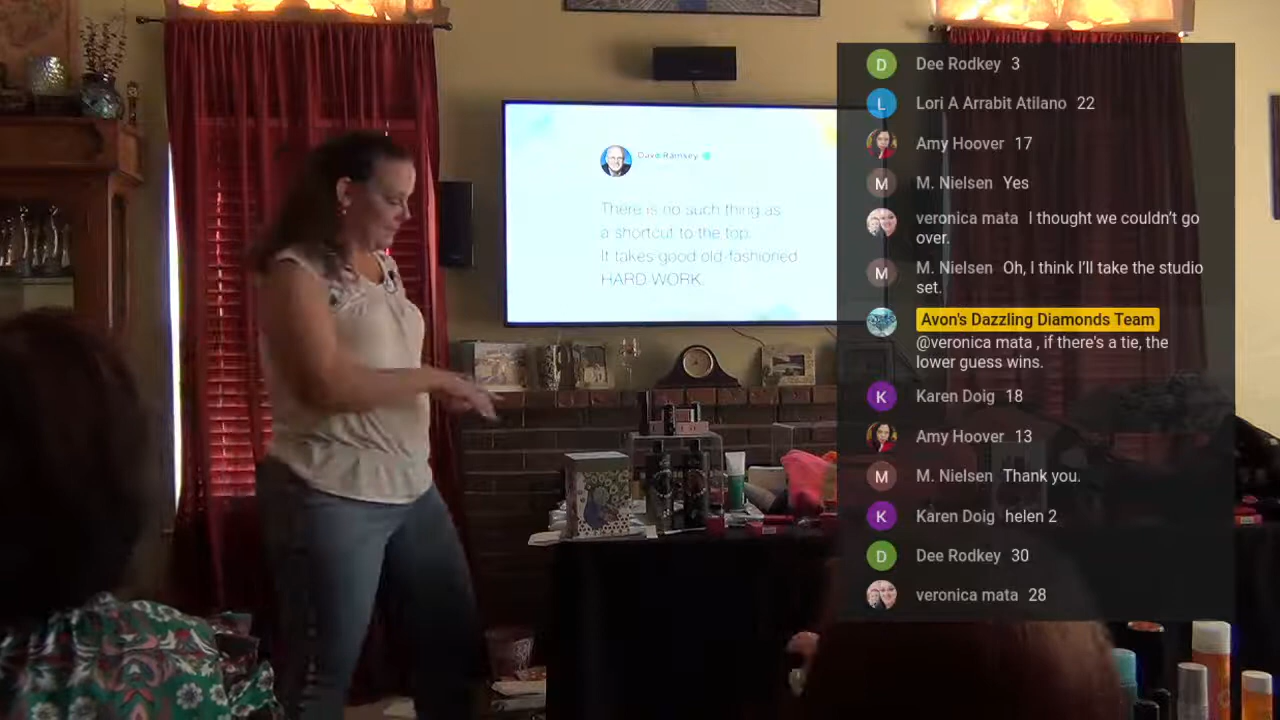 Dave Ramsey
There is no such thing as
a shortcut to the top.
It takes good old-fashioned
HARD WORK.
D Dee Rodkey 3
L Lori A Arrabit Atilano 22
Amy Hoover 17
M M. Nielsen Yes
veronica mata I thought we couldn't go
over.
M M. Nielsen Oh, I think I'll take the studio
set.
Avon's Dazzling Diamonds Team
@veronica mata , if there's a tie, the
lower guess wins.
K Karen Doig 18
Amy Hoover 13
M M. Nielsen Thank you.
K Karen Doig helen 2
D Dee Rodkey 30
veronica mata 28